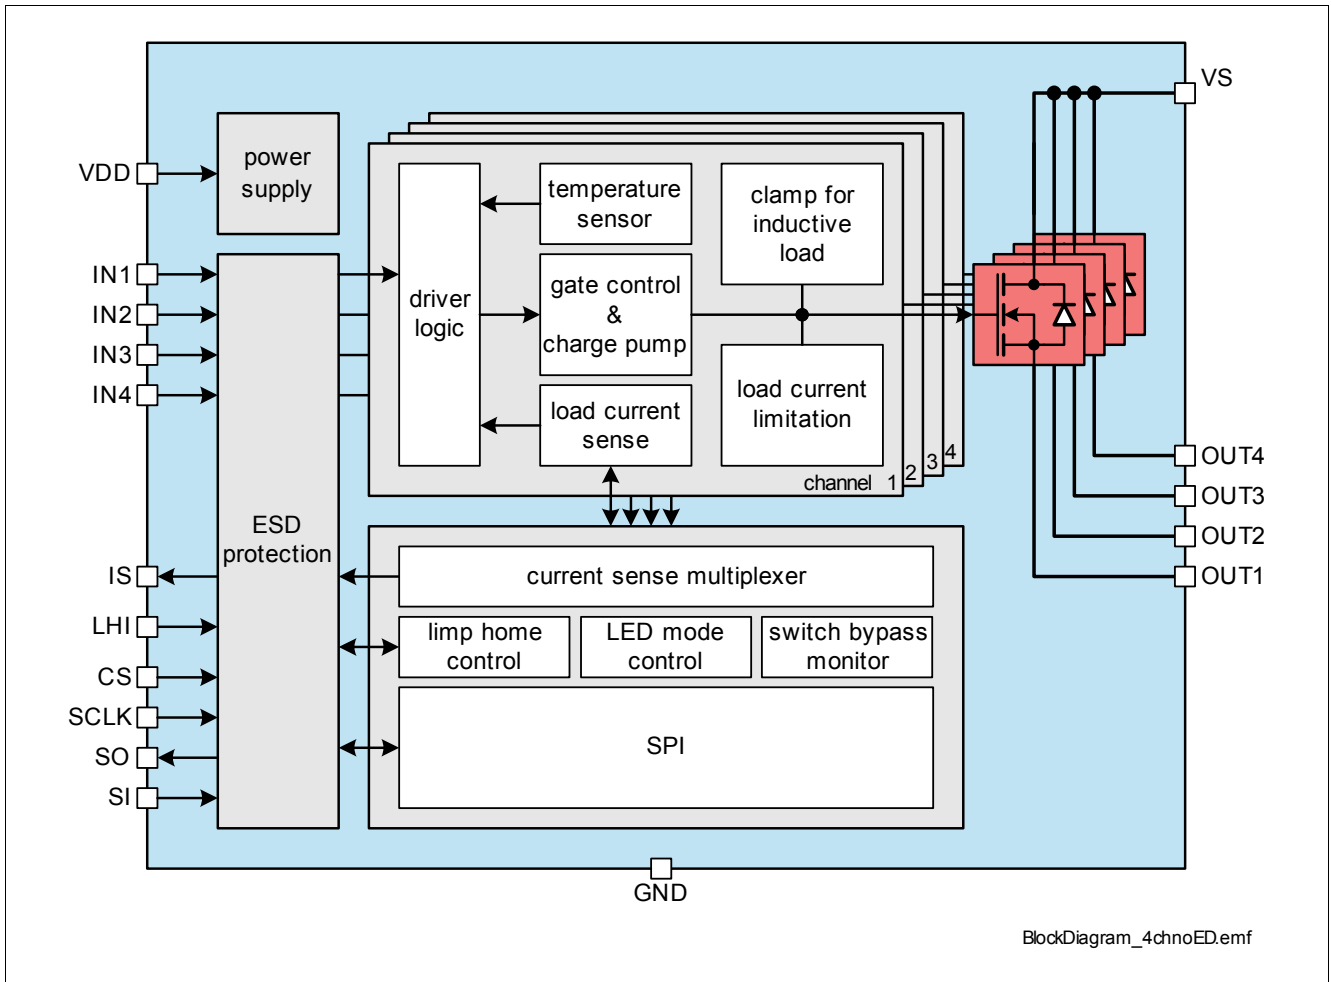 VS
VDD
power
supply
IN1
IN2
IN3
IN4
driver
logic
temperature
sensor
gate control
&
charge pump
load current
sense
clamp for
inductive
load
load current
limitation
channel 1
2
3
4
ESD
protection
OUT4
OUT3
OUT2
OUT1
IS
LHI
CS
SCLK
SO
SI
current sense multiplexer
limp home
control
LED mode
control
switch bypass
monitor
SPI
GND
BlockDiagram_4chnoED.emf